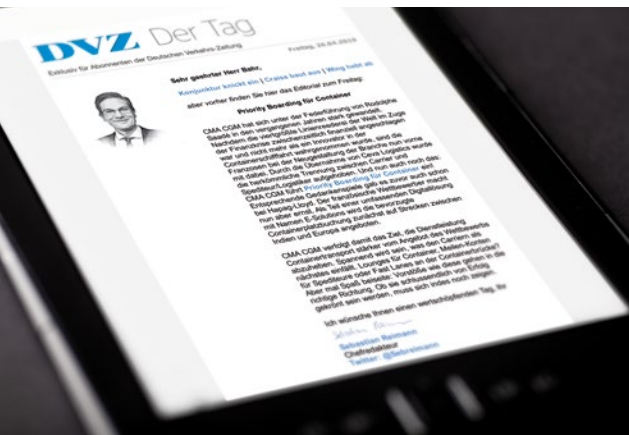 DVZ Der Tag
Exklusiv für Abonnenten der Deutschen Verkehrs-Zeitung
Freitag, 26.04.2019
Sehr geehrter Herr Behr,
Konjunktur knickt ein | Craiss baut aus | Wing hebt ab
aber vorher finden Sie hier das Editorial zum Freitag:
Priority Boarding für Container
CMA CGM hat sich unter der Federführung von Rodolphe
Saadé in den vergangenen Jahren stark gewandelt.
Nachdem die viertgrößte Linienreederei der Welt im Zuge
der Finanzkrise zwischenzeitlich finanziell angeschlagen
war und nicht mehr als ein Innovator in der
Containerschifffahrt wahrgenommen wurde, sind die
Franzosen bei der Neugestaltung der Branche nun vorne
mit dabei. Durch die Übernahme von Ceva Logistics wurde
die herkömmliche Trennung zwischen Carrier und
Spediteur/Logistiker aufgehoben. Und nun auch noch das:
CMA CGM führt Priority Boarding für Container ein!
Entsprechende Gedankenspiele gab es zuvor auch schon
bei Hapag-Lloyd. Der französische Wettbewerber macht
nun aber ernst. Als Teil einer umfassenden Digitallösung
mit Namen E-Solutions wird die bevorzugte
Containerplatzbuchung zunächst auf Strecken zwischen
Indien und Europa angeboten.
CMA CGM verfolgt damit das Ziel, die Dienstleistung
Containertransport stärker vom Angebot des Wettbewerbs
abzuheben. Spannend wird sein, was den Carriern als
nächstes einfällt. Lounges für Container, Meilen-Konten
für Spediteure oder Fast Lanes an der Containerbrücke?
Aber mal Spaß beiseite: Vorstöße wie diese gehen in die
richtige Richtung. Ob sie schlussendlich von Erfolg
gekrönt sein werden, muss sich indes noch zeigen.
Ich wünsche Ihnen einen wertschöpfenden Tag, Ihr
Sebastian Reimann
Sebastian Reimann
Chefredakteur
Twitter: @Sebreimann